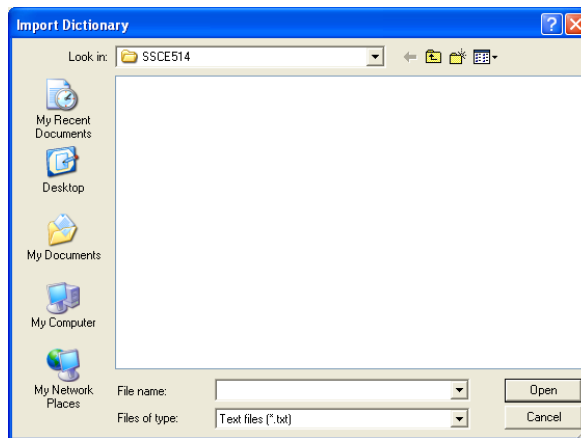 Import Dictionary
Look in:
SSCE514
My Recent
Documents
Desktop
My Documents
My Computer
My Network
Places
File name:
Open
Files of type:
Text files (*.txt)
Cancel